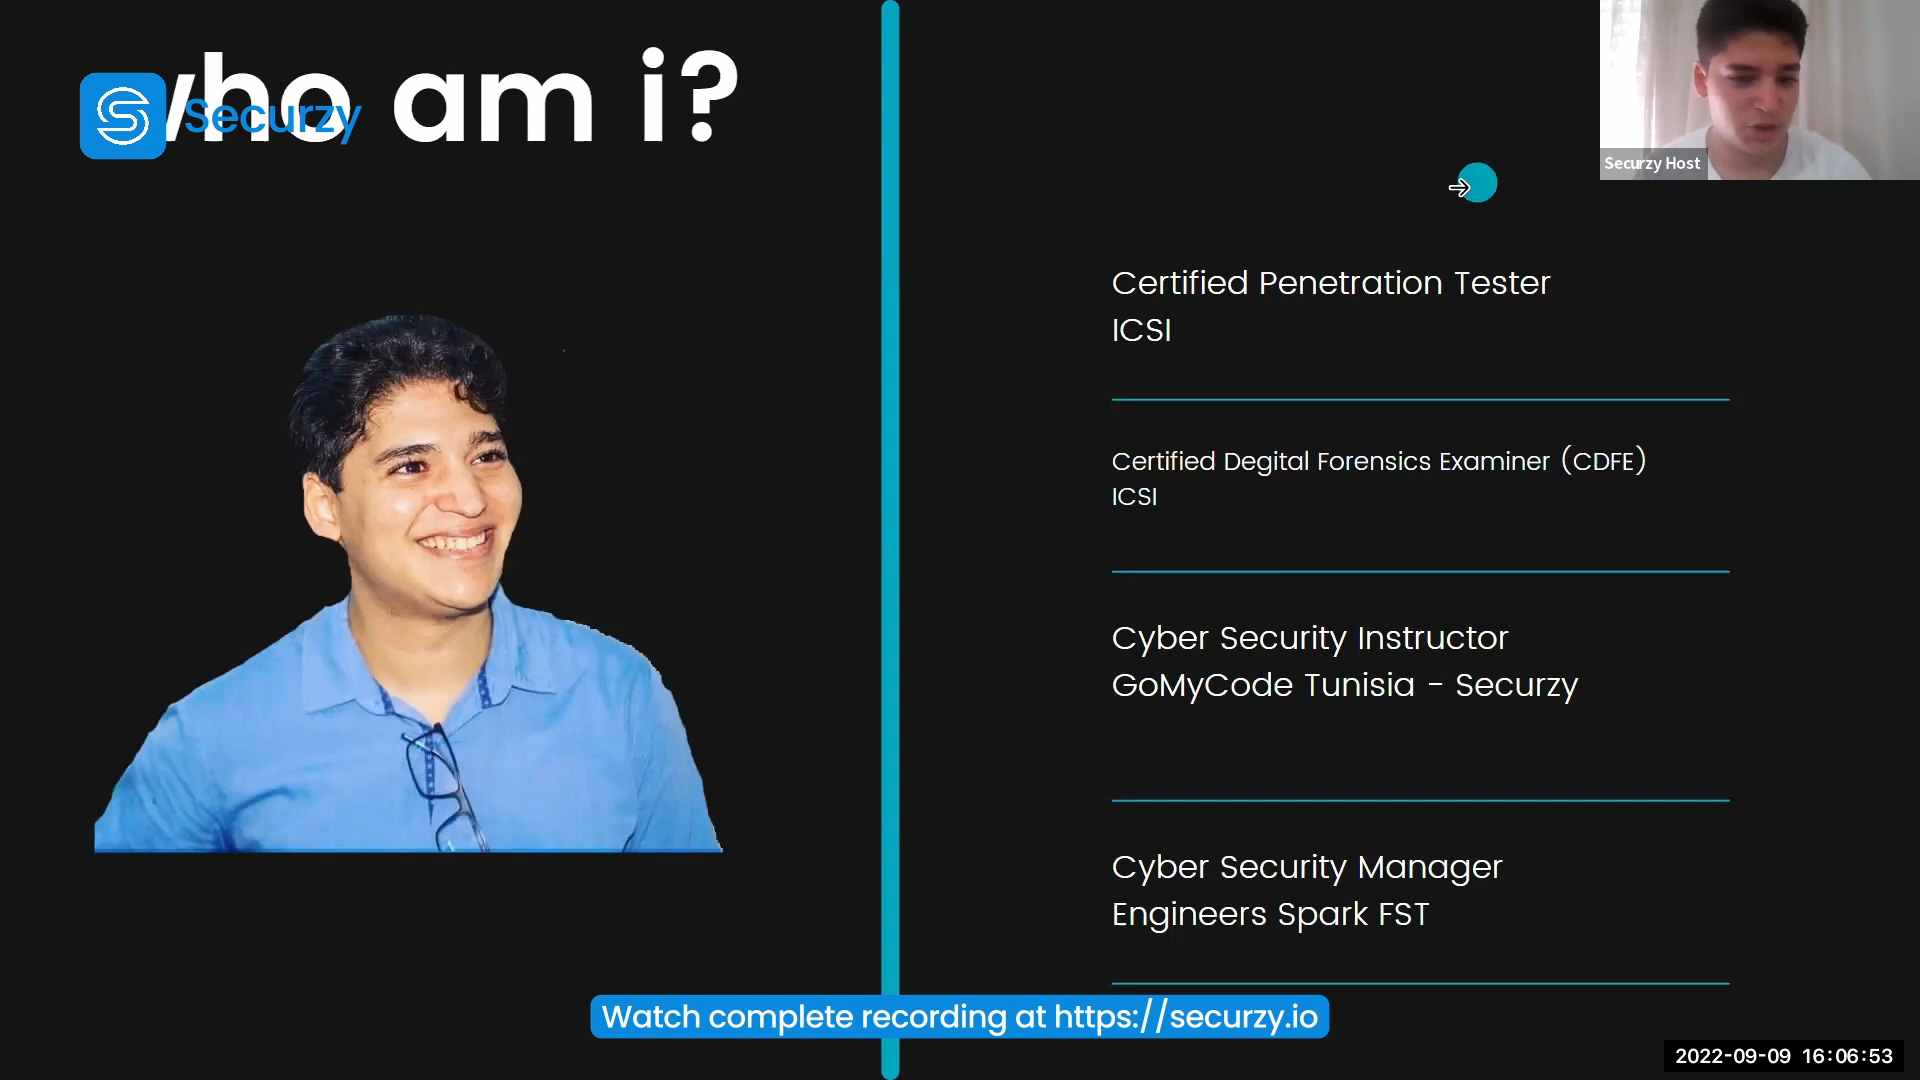 who am i?
Securzy
Securzy Host
Certified Penetration Tester
ICSI
Certified Degital Forensics Examiner (CDFE)
ICSI
Cyber Security Instructor
GoMyCode Tunisia - Securzy
Cyber Security Manager
Engineers Spark FST
Watch complete recording at https://securzy.io
2022-09-09 16:06:53